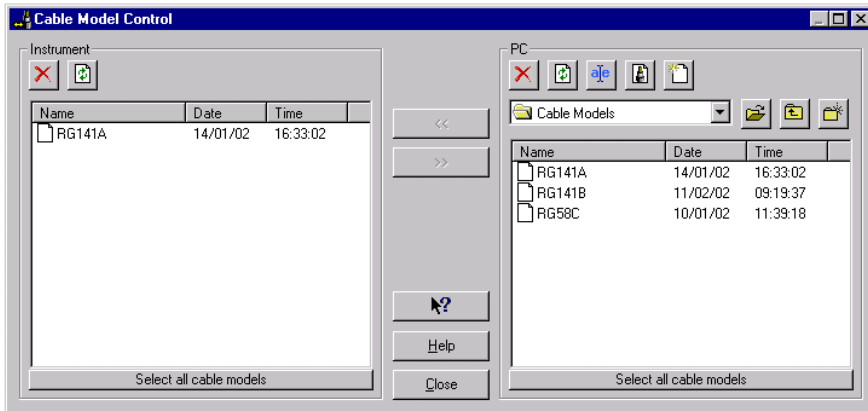 Cable Model Control
Instrument
Name Date Time
RG141A 14/01/02 16:33:02
Select all cable models
<<
>>
?
Help
Close
PC
a|e
Cable Models
Name Date Time
RG141A 14/01/02 16:33:02
RG141B 11/02/02 09:19:37
RG58C 10/01/02 11:39:18
Select all cable models